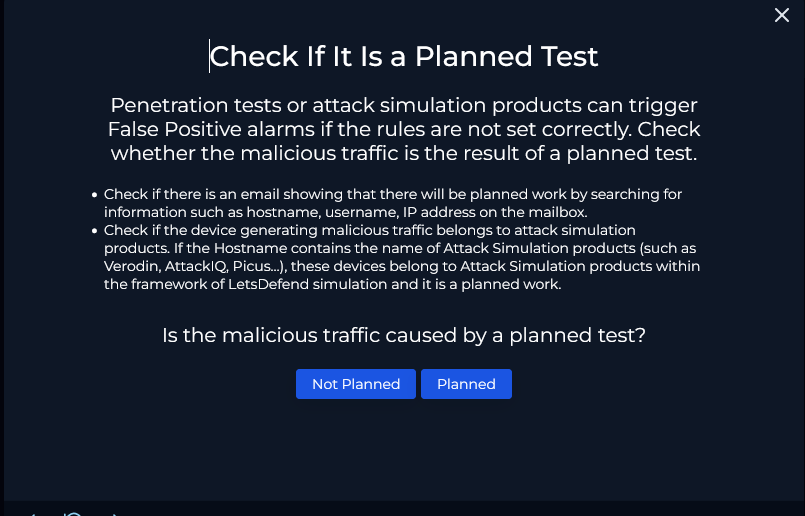 Check If It Is a Planned Test
Penetration tests or attack simulation products can trigger
False Positive alarms if the rules are not set correctly. Check
whether the malicious traffic is the result of a planned test.
Check if there is an email showing that there will be planned work by searching for
information such as hostname, username, IP address on the mailbox.
Check if the device generating malicious traffic belongs to attack simulation
products. If the Hostname contains the name of Attack Simulation products (such as
Verodin, AttackIQ, Picus...), these devices belong to Attack Simulation products within
the framework of LetsDefend simulation and it is a planned work.
Is the malicious traffic caused by a planned test?
Not Planned
Planned